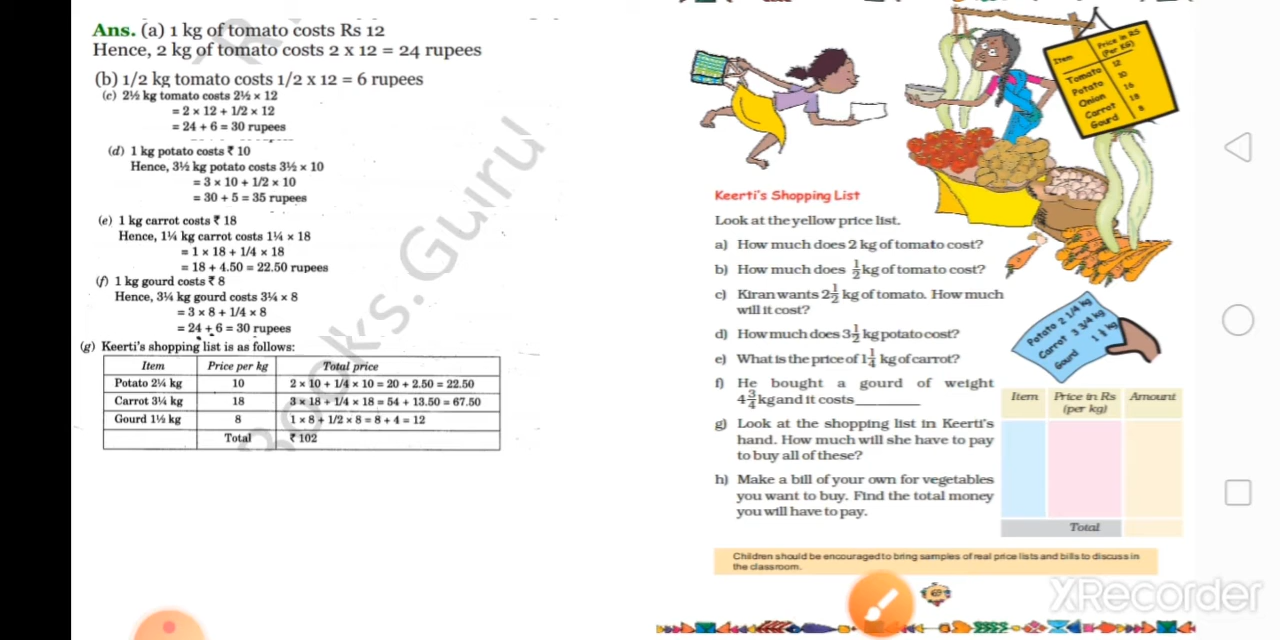 Ans. (a) 1 kg of tomato costs Rs 12
Hence, 2 kg of tomato costs 2 x 12 = 24 rupees
(b) 1/2 kg tomato costs 1/2 x 12 = 6 rupees
(c) 2½ kg tomato costs 2½ × 12
= 2 × 12 + 1/2 × 12
= 24 + 6 = 30 rupees
(d) 1 kg potato costs ₹ 10
Hence, 3½ kg potato costs 3½ × 10
= 3 × 10 + 1/2 × 10
= 30 + 5 = 35 rupees
(e) 1 kg carrot costs ₹ 18
Hence, 1¼ kg carrot costs 1¼ × 18
= 1 × 18 + 1/4 × 18
= 18 + 4.50 = 22.50 rupees
(f) 1 kg gourd costs ₹ 8
Hence, 3¼ kg gourd costs 3¼ × 8
= 3 × 8 + 1/4 × 8
= 24 + 6 = 30 rupees
(g) Keerti's shopping list is as follows:
Item Price per kg Total price
Potato 2¼ kg 10 2 × 10 + 1/4 × 10 = 20 + 2.50 = 22.50
Carrot 3¼ kg 18 3 × 18 + 1/4 × 18 = 54 + 13.50 = 67.50
Gourd 1½ kg 8 1 × 8 + 1/2 × 8 = 8 + 4 = 12
Total ₹ 102
Books.Guru
Item Price in RS
(Per KG)
Tomato 12
Potato 10
Onion 16
Carrot 18
Gourd 8
Keerti's Shopping List
Look at the yellow price list.
a) How much does 2 kg of tomato cost?
b) How much does 1/2 kg of tomato cost?
c) Kiran wants 2 1/2 kg of tomato. How much
will it cost?
d) How much does 3 1/2 kg potato cost?
e) What is the price of 1 1/4 kg of carrot?
f) He bought a gourd of weight
4 3/4 kg and it costs________
g) Look at the shopping list in Keerti's
hand. How much will she have to pay
to buy all of these?
h) Make a bill of your own for vegetables
you want to buy. Find the total money
you will have to pay.
Potato 2 1/4 kg
Carrot 3 3/4 kg
Gourd 1 ½ kg
Item Price in Rs Amount
(per kg)
Total
Children should be encouraged to bring samples of real price lists and bills to discuss in
the classroom.
XRecorder